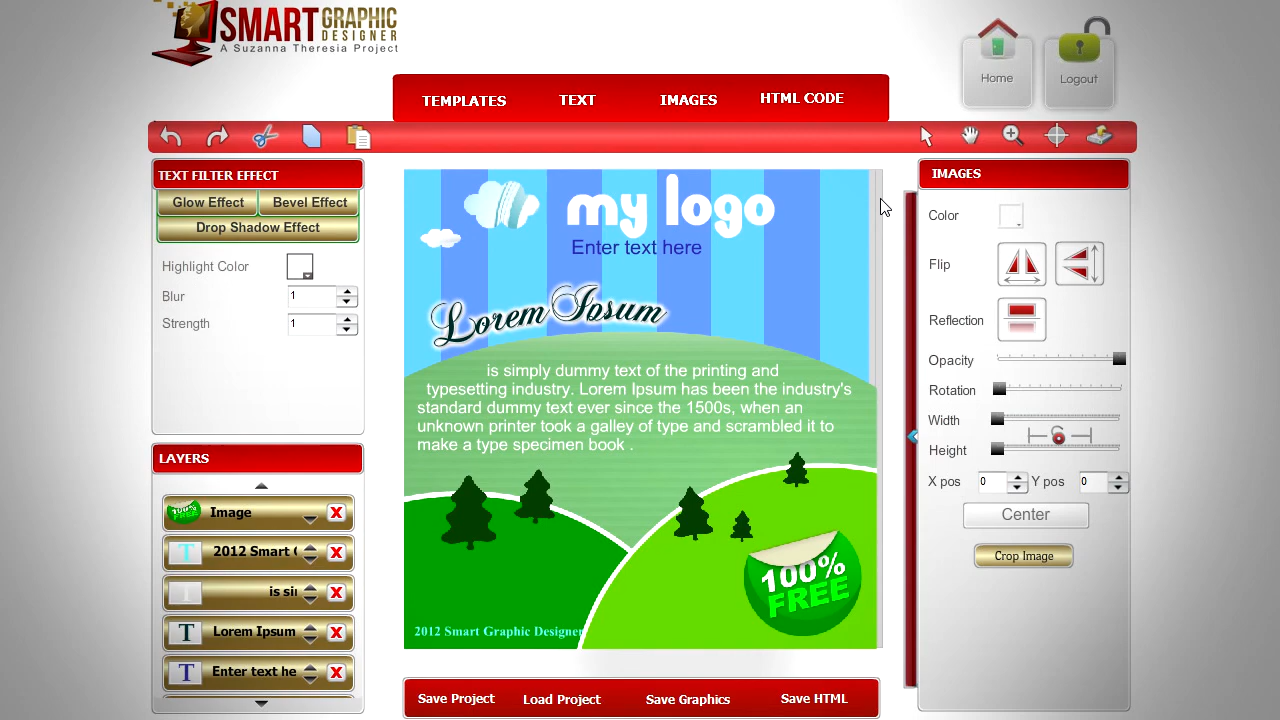 SMART GRAPHIC DESIGNER
A Suzanna Theresia Project
Home
Logout
TEMPLATES
TEXT
IMAGES
HTML CODE
TEXT FILTER EFFECT
Glow Effect
Bevel Effect
Drop Shadow Effect
Highlight Color
Blur
1
Strength
1
LAYERS
100% FREE
Image
X
T
2012 Smart
X
T
is si
X
T
Lorem Ipsum
X
T
Enter text he
X
my logo
Enter text here
Lorem Ipsum
is simply dummy text of the printing and
typesetting industry. Lorem Ipsum has been the industry's
standard dummy text ever since the 1500s, when an
unknown printer took a galley of type and scrambled it to
make a type specimen book .
100%
FREE
2012 Smart Graphic Designer
Save Project
Load Project
Save Graphics
Save HTML
IMAGES
Color
Flip
Reflection
Opacity
Rotation
Width
Height
X pos
0
Y pos
0
Center
Crop Image